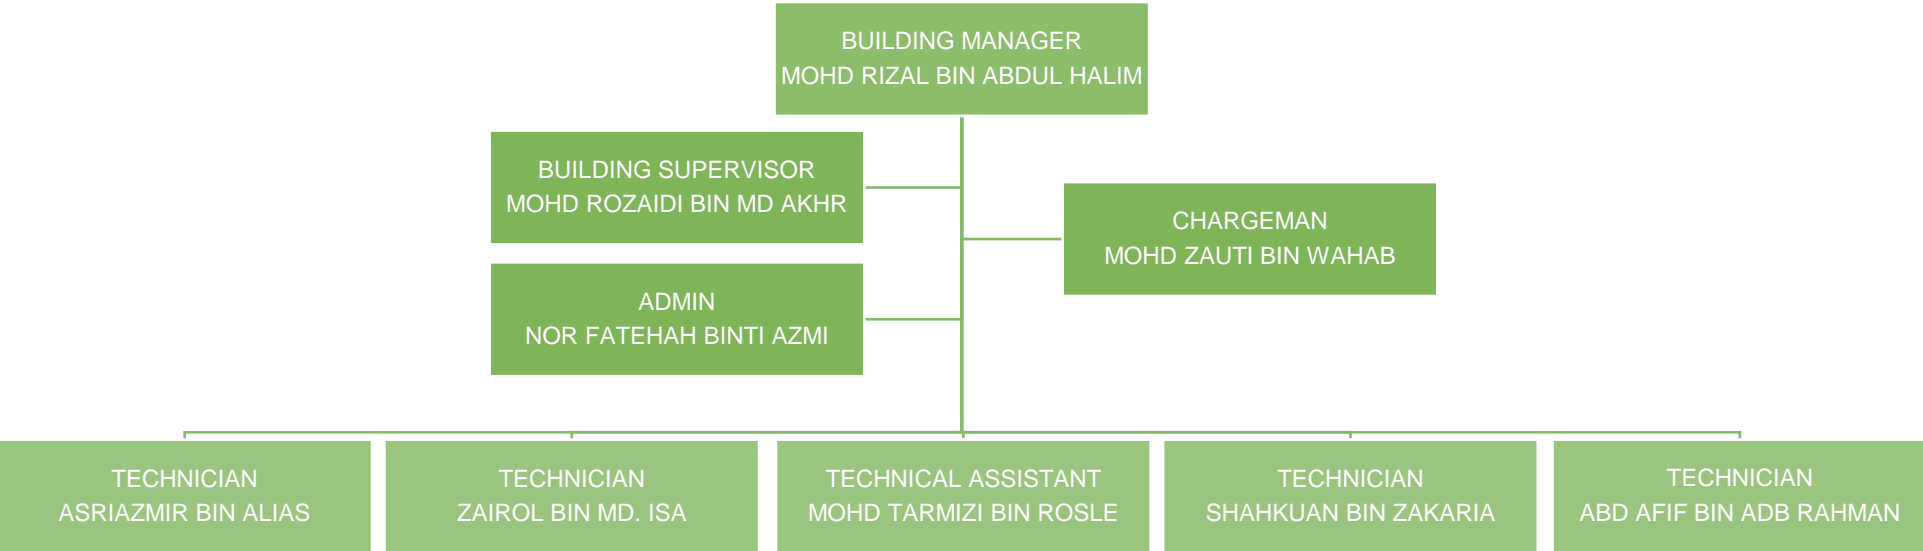 BUILDING MANAGER
MOHD RIZAL BIN ABDUL HALIM
BUILDING SUPERVISOR
MOHD ROZAIDI BIN MD AKHR
CHARGEMAN
MOHD ZAUTI BIN WAHAB
ADMIN
NOR FATEHAH BINTI AZMI
TECHNICIAN
ASRIAZMIR BIN ALIAS
TECHNICIAN
ZAIROL BIN MD. ISA
TECHNICAL ASSISTANT
MOHD TARMIZI BIN ROSLE
TECHNICIAN
SHAHKUAN BIN ZAKARIA
TECHNICIAN
ABD AFIF BIN ADB RAHMAN